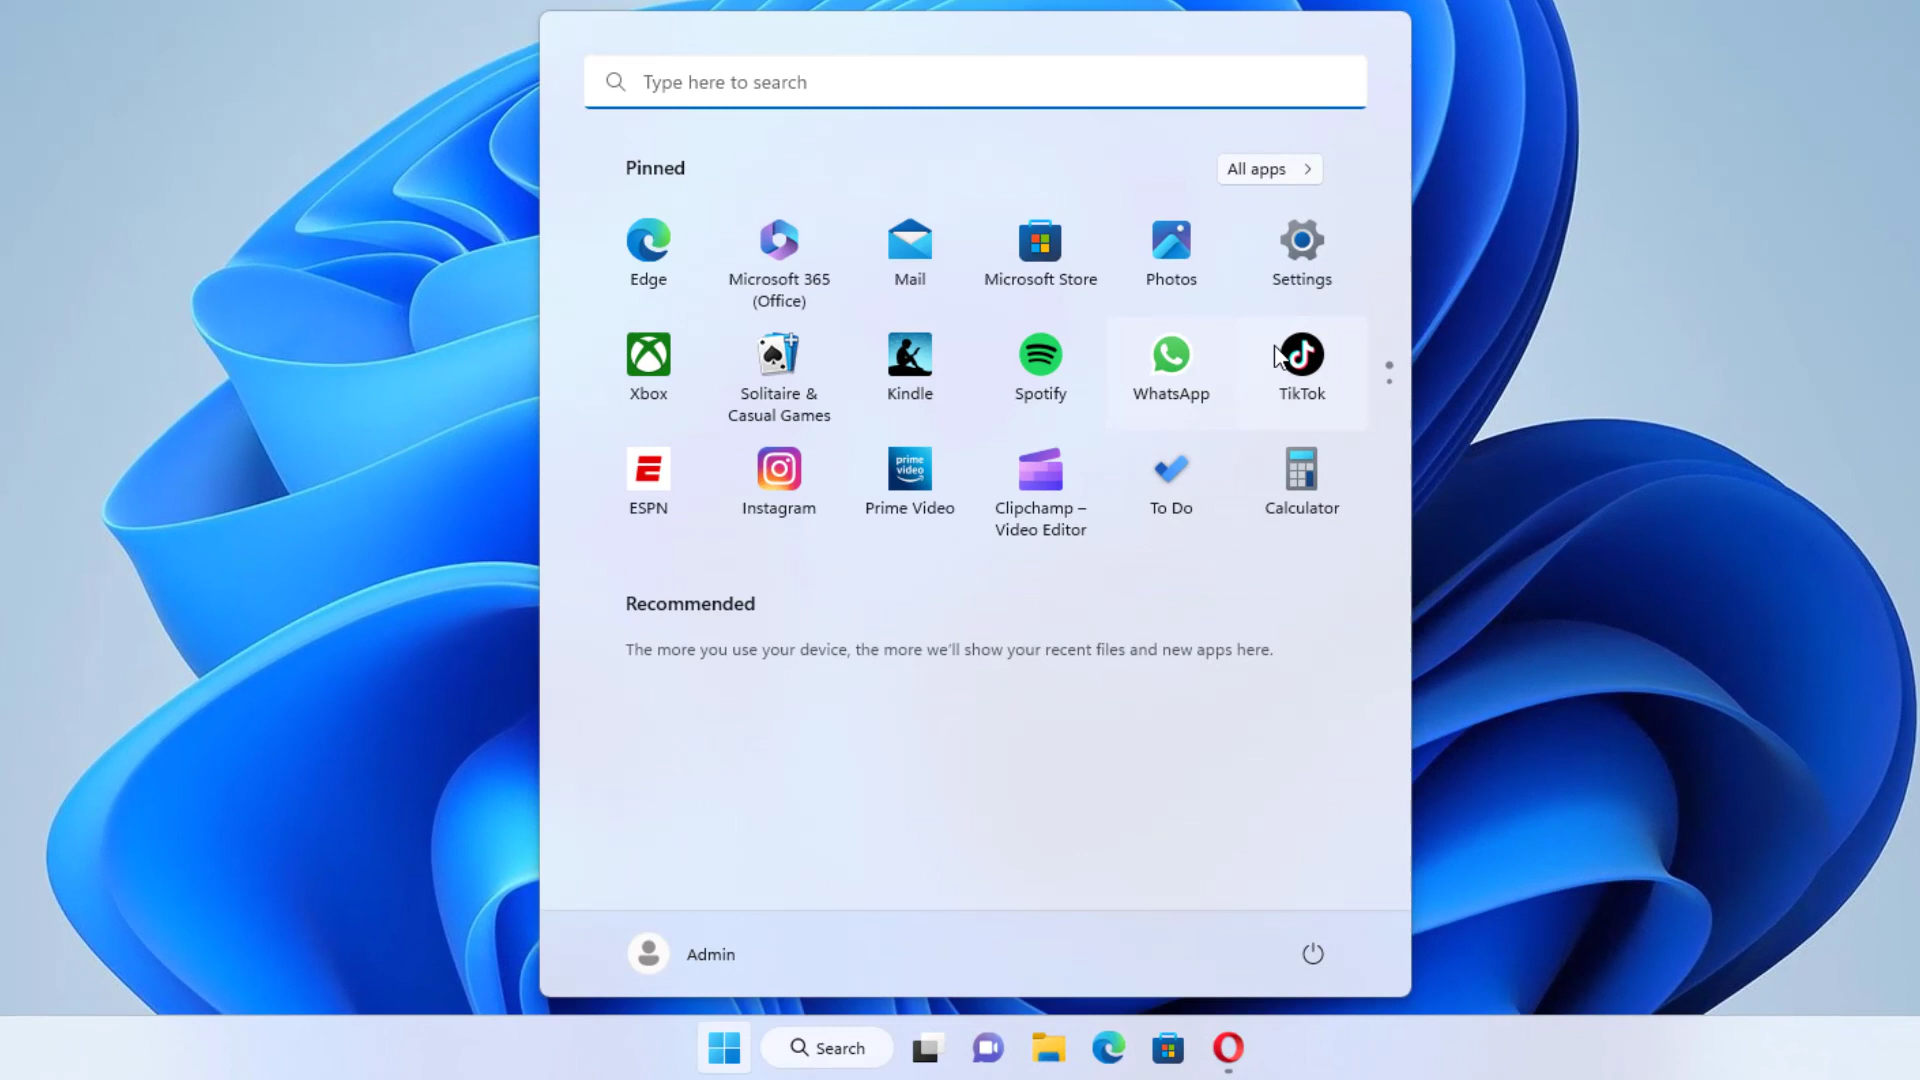 Type here to search
Pinned
All apps
Edge
Microsoft 365
(Office)
Mail
Microsoft Store
Photos
Settings
Xbox
Solitaire &
Casual Games
Kindle
Spotify
WhatsApp
TikTok
prime
video
ESPN
Instagram
Prime Video
Clipchamp –
Video Editor
To Do
Calculator
Recommended
The more you use your device, the more we'll show your recent files and new apps here.
Admin
Search